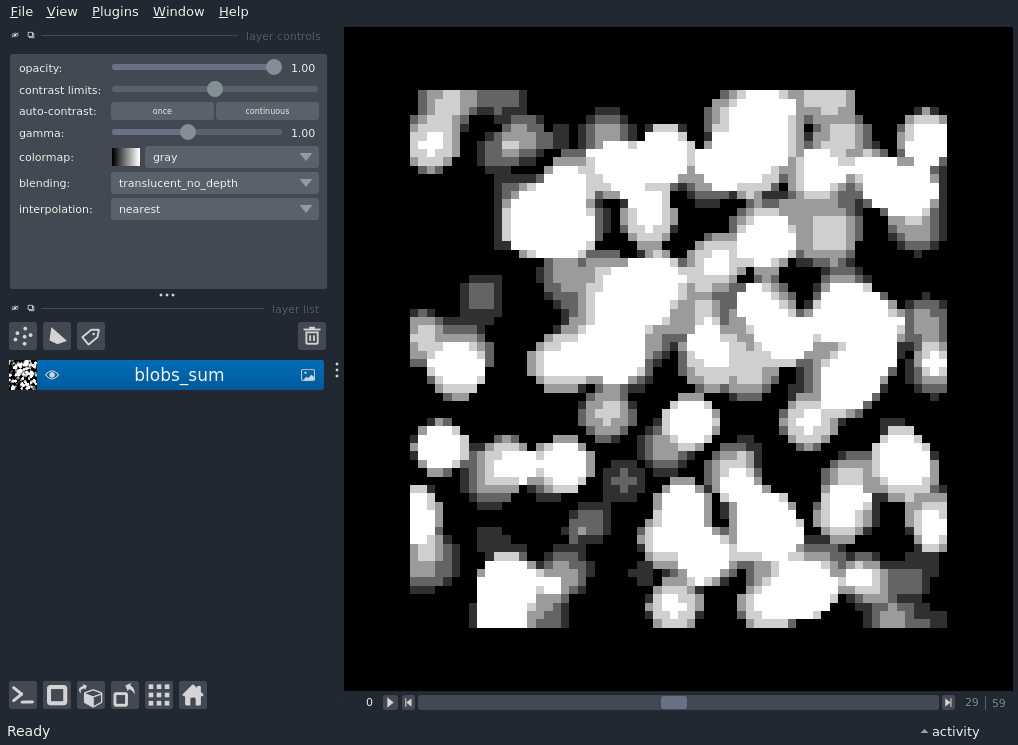 File View Plugins Window Help
layer controls
opacity: 1.00
contrast limits:
auto-contrast: once continuous
gamma: 1.00
colormap: gray
blending: translucent_no_depth
interpolation: nearest
layer list
blobs_sum
0 29 59
Ready activity